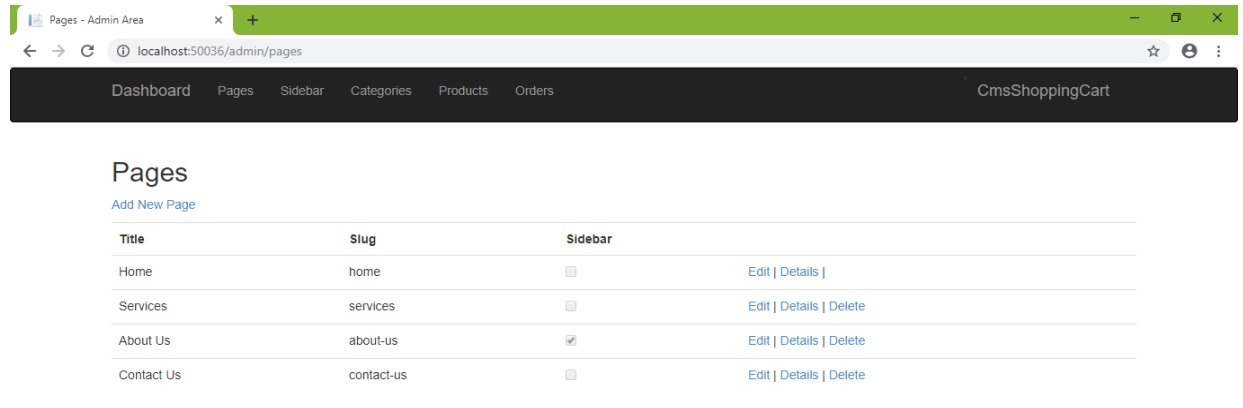 Pages - Admin Area
localhost:50036/admin/pages
Dashboard Pages Sidebar Categories Products Orders CmsShoppingCart
Pages
Add New Page
Title Slug Sidebar
Home home Edit | Details |
Services services Edit | Details | Delete
About Us about-us Edit | Details | Delete
Contact Us contact-us Edit | Details | Delete